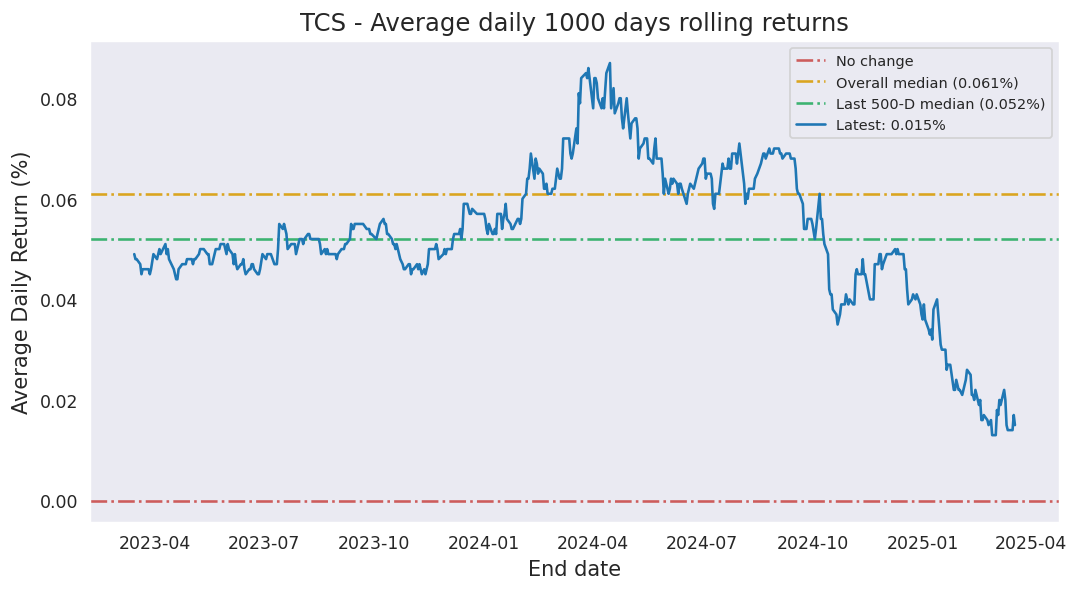 TCS - Average daily 1000 days rolling returns
No change
Overall median (0.061%)
Last 500-D median (0.052%)
Latest: 0.015%
Average Daily Return (%)
0.08
0.06
0.04
0.02
0.00
2023-04 2023-07 2023-10 2024-01 2024-04 2024-07 2024-10 2025-01 2025-04
End date